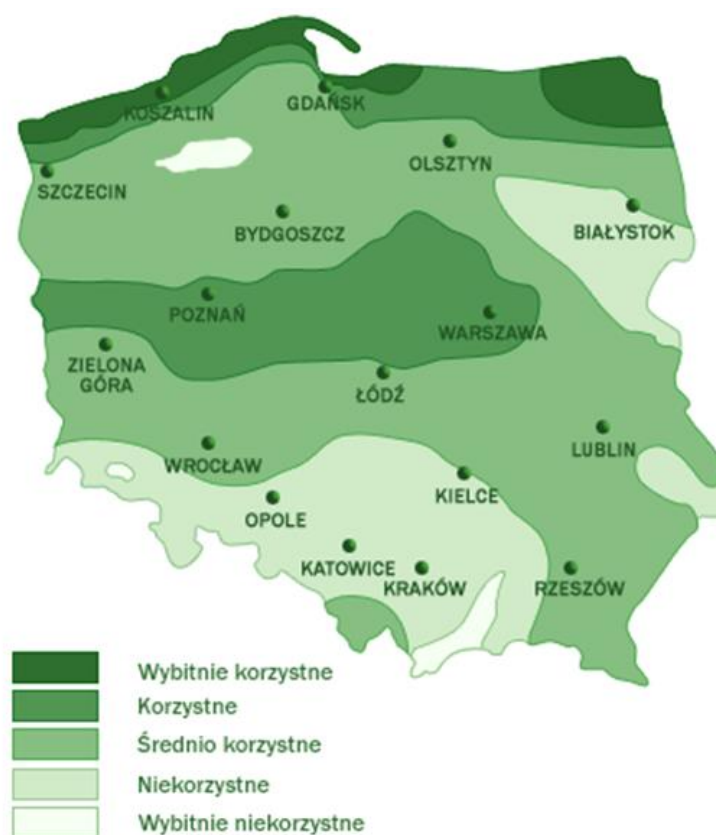 KOSZALIN
GDAŃSK
SZCZECIN
OLSZTYN
BYDGOSZCZ
BIAŁYSTOK
POZNAŃ
WARSZAWA
ZIELONA
GÓRA
ŁÓDŹ
WROCŁAW
LUBLIN
OPOLE
KIELCE
KATOWICE
KRAKÓW
RZESZÓW
Wybitnie korzystne
Korzystne
Średnio korzystne
Niekorzystne
Wybitnie niekorzystne